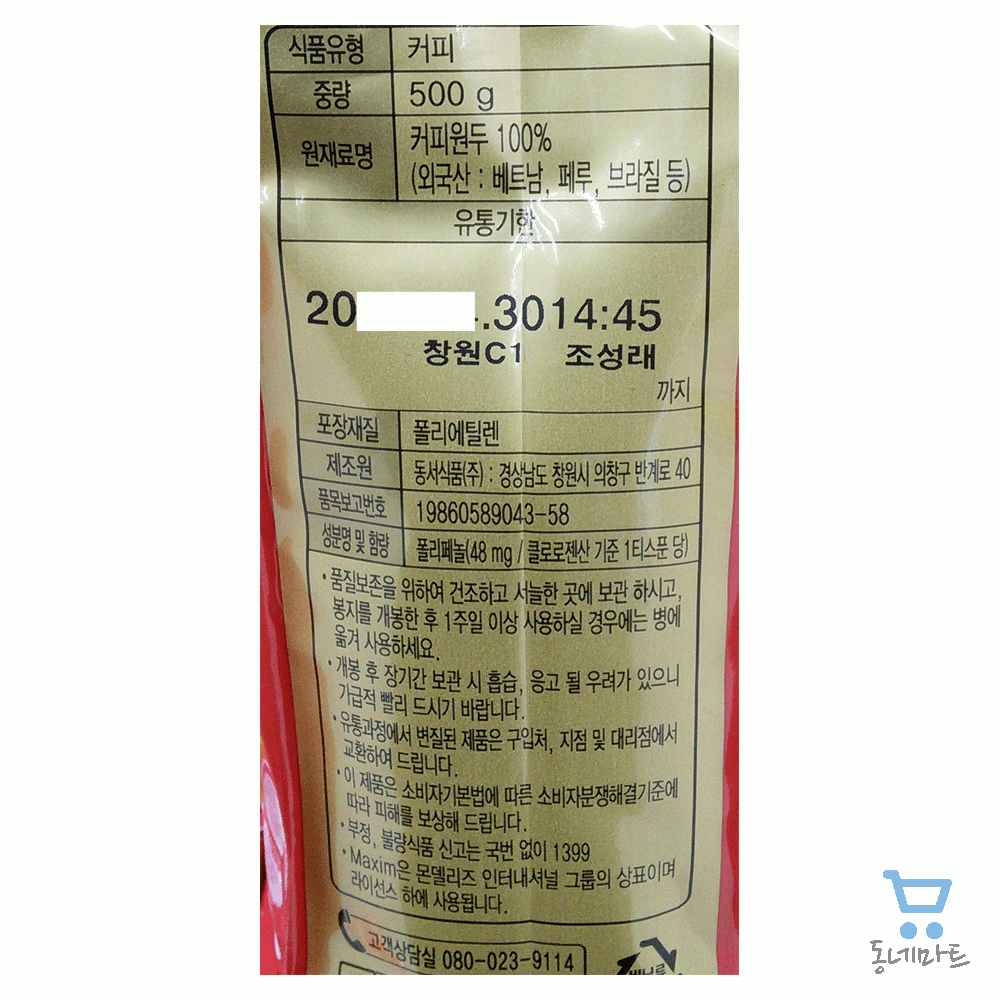 식품유형 커피
중량 500 g
원재료명 커피원두 100%
(외국산 : 베트남, 페루, 브라질 등)
유통기한
20 .30 14:45
창원C1 조성래
까지
포장재질 폴리에틸렌
제조원 동서식품(주) : 경상남도 창원시 의창구 반계로 40
품목보고번호 19860589043-58
성분명 및 함량 폴리페놀(48 mg / 클로로젠산 기준 1티스푼 당)
• 품질보존을 위하여 건조하고 서늘한 곳에 보관 하시고,
봉지를 개봉한 후 1주일 이상 사용하실 경우에는 병에
옮겨 사용하세요.
• 개봉 후 장기간 보관 시 흡습, 응고 될 우려가 있으니
가급적 빨리 드시기 바랍니다.
• 유통과정에서 변질된 제품은 구입처, 지점 및 대리점에서
교환하여 드립니다.
• 이 제품은 소비자기본법에 따른 소비자분쟁해결기준에
따라 피해를 보상해 드립니다.
• 부정, 불량식품 신고는 국번 없이 1399
• Maxim은 몬델리즈 인터내셔널 그룹의 상표이며
라이선스 하에 사용됩니다.
고객상담실 080-023-9114
동네마트